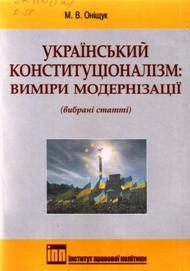 М. В. Оніщук
УКРАЇНСЬКИЙ
КОНСТИТУЦІОНАЛІЗМ:
ВИМІРИ МОДЕРНІЗАЦІЇ
(вибрані статті)
Інститут правової політики